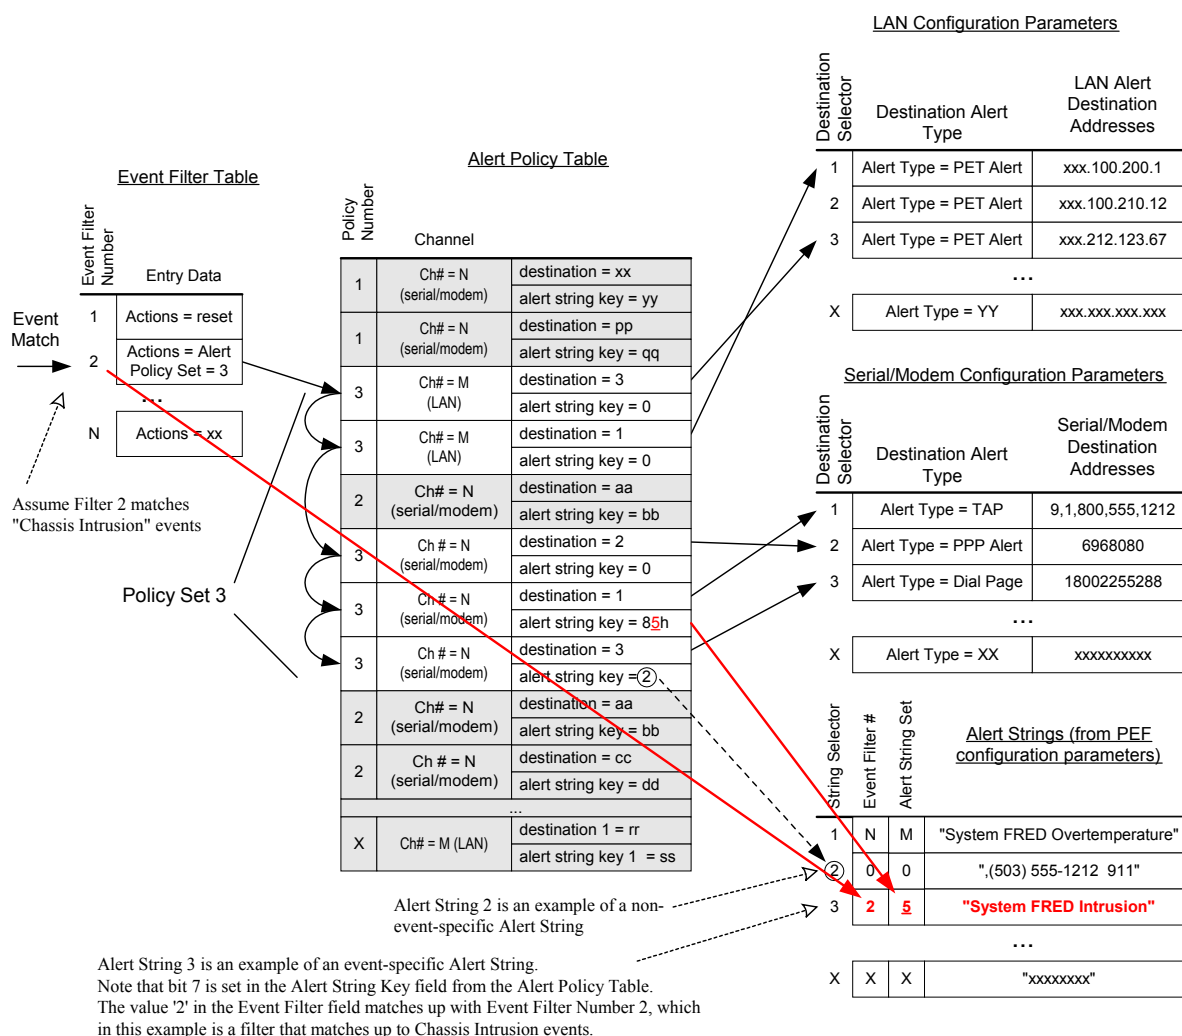 LAN Configuration Parameters
Destination
Selector
Destination Alert
Type
LAN Alert
Destination
Addresses
1 Alert Type = PET Alert xxx.100.200.1
2 Alert Type = PET Alert xxx.100.210.12
3 Alert Type = PET Alert xxx.212.123.67
...
X Alert Type = YY xxx.xxx.xxx.xxx
Event Filter Table
Event Filter
Number
Entry Data
Event
Match
1 Actions = reset
2 Actions = Alert
Policy Set = 3
...
N Actions = xx
Assume Filter 2 matches
"Chassis Intrusion" events
Policy Set 3
Alert Policy Table
Policy
Number
Channel
1 Ch# = N
(serial/modem)
destination = xx
alert string key = yy
1 Ch# = N
(serial/modem)
destination = pp
alert string key = qq
3 Ch# = M
(LAN)
destination = 3
alert string key = 0
3 Ch# = M
(LAN)
destination = 1
alert string key = 0
2 Ch# = N
(serial/modem)
destination = aa
alert string key = bb
3 Ch # = N
(serial/modem)
destination = 2
alert string key = 0
3 Ch # = N
(serial/modem)
destination = 1
alert string key = 85h
3 Ch # = N
(serial/modem)
destination = 3
alert string key = 2
2 Ch# = N
(serial/modem)
destination = aa
alert string key = bb
2 Ch # = N
(serial/modem)
destination = cc
alert string key = dd
...
X Ch# = M (LAN)
destination 1 = rr
alert string key 1 = ss
Serial/Modem Configuration Parameters
Destination
Selector
Destination Alert
Type
Serial/Modem
Destination
Addresses
1 Alert Type = TAP 9,1,800,555,1212
2 Alert Type = PPP Alert 6968080
3 Alert Type = Dial Page 18002255288
...
X Alert Type = XX xxxxxxxxxx
String Selector
Event Filter #
Alert String Set
Alert Strings (from PEF
configuration parameters)
1 N M "System FRED Overtemperature"
2 0 0 ",(503) 555-1212 911"
3 2 5 "System FRED Intrusion"
...
X X X "xxxxxxxx"
Alert String 2 is an example of a non-
event-specific Alert String
Alert String 3 is an example of an event-specific Alert String.
Note that bit 7 is set in the Alert String Key field from the Alert Policy Table.
The value '2' in the Event Filter field matches up with Event Filter Number 2, which
in this example is a filter that matches up to Chassis Intrusion events.